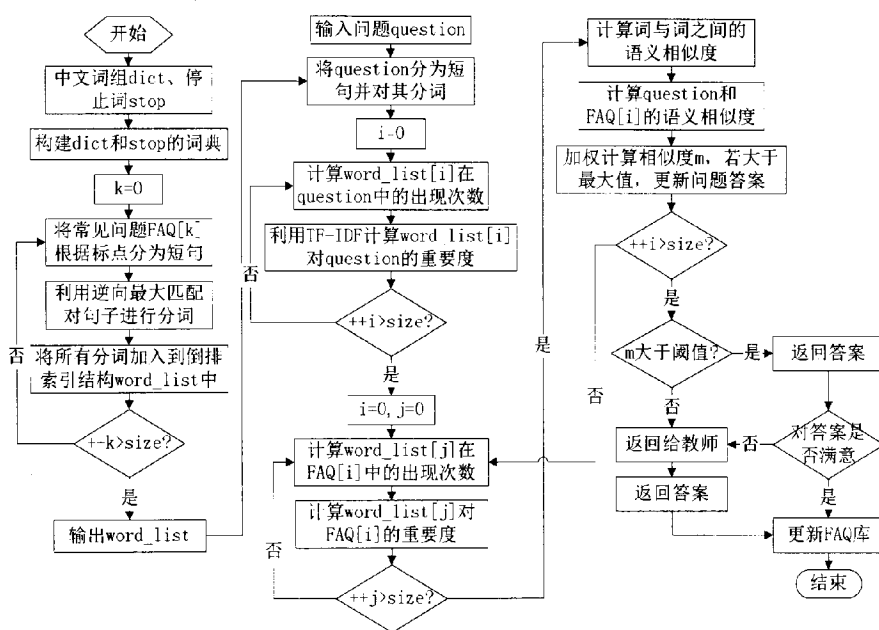 开始
中文词组dict、停
止词stop
构建dict和stop的词典
k=0
将常见问题FAQ[k]
根据标点分为短句
利用逆向最大匹配
对句子进行分词
否
将所有分词加入到倒排
索引结构word_list中
++k>size?
是
输出word_list
输入问题question
将question分为短
句并对其分词
i=0
计算word_list[i]在
question中的出现次数
利用TF-IDF计算word_list[i]
对question的重要度
否
++i>size?
是
i=0,j=0
计算word_list[j]在
FAQ[i]中的出现次数
计算word_list[j]对
FAQ[i]的重要度
否
++j>size?
是
计算词与词之间的
语义相似度
计算question和
FAQ[i]的语义相似度
加权计算相似度m，若大于
最大值，更新问题答案
++i>size?
否
是
m大于阈值?
是
返回答案
否
对答案是
否满意
否
返回给教师
返回答案
是
更新FAQ库
结束